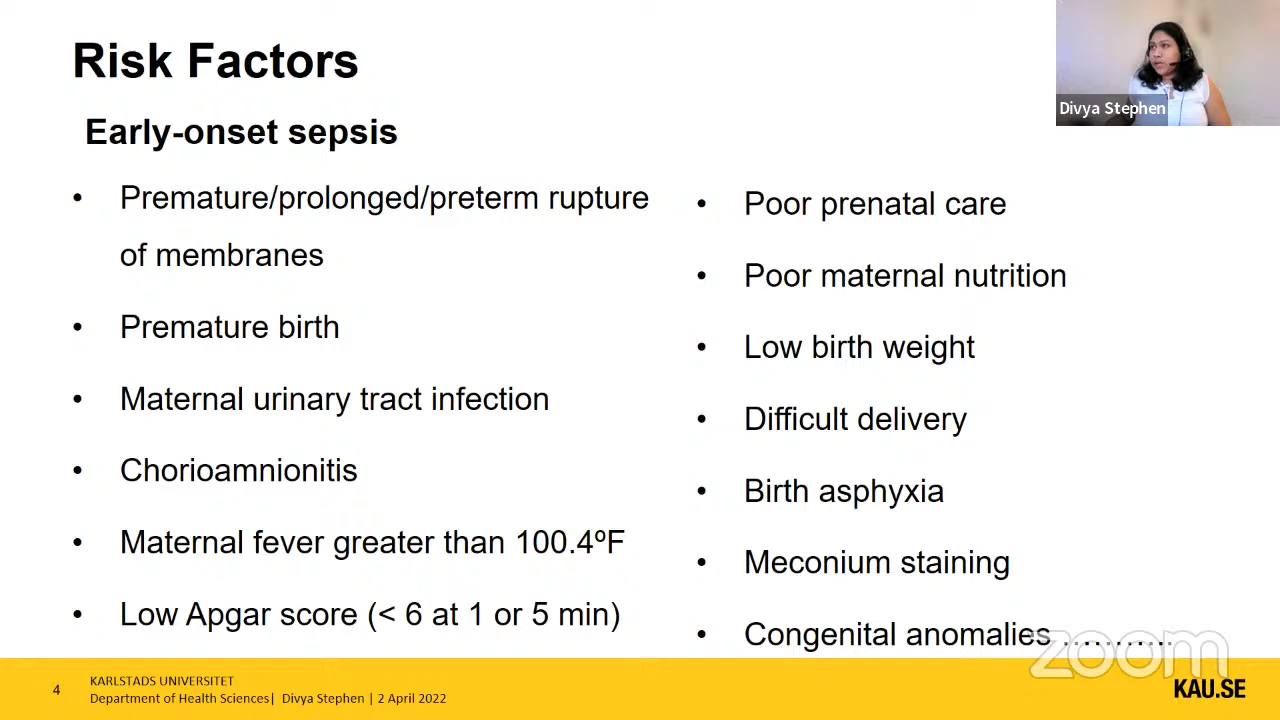 Risk Factors
Early-onset sepsis
• Premature/prolonged/preterm rupture
of membranes
• Premature birth
• Maternal urinary tract infection
• Chorioamnionitis
• Maternal fever greater than 100.4ºF
• Low Apgar score (< 6 at 1 or 5 min)
• Poor prenatal care
• Poor maternal nutrition
• Low birth weight
• Difficult delivery
• Birth asphyxia
• Meconium staining
• Congenital anomalies ...........
Divya Stephen
zoom
4
KARLSTADS UNIVERSITET
Department of Health Sciences| Divya Stephen | 2 April 2022
KAU.SE